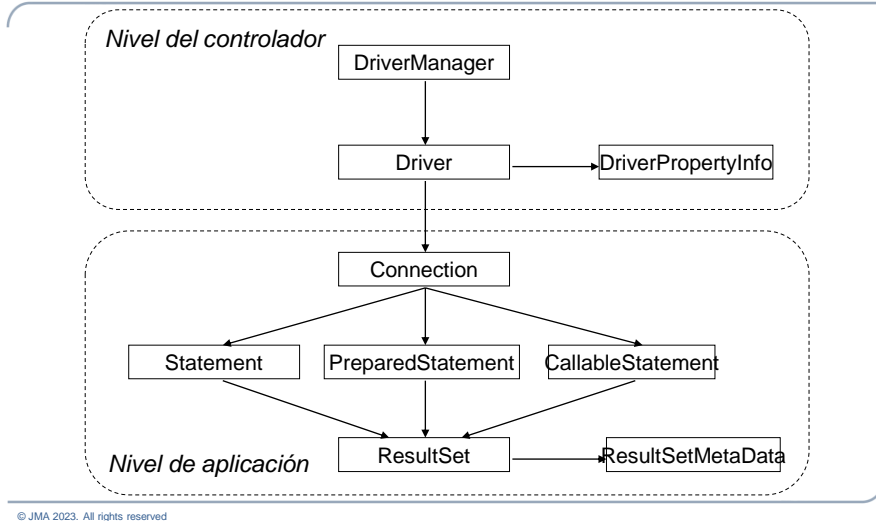 Nivel del controlador
DriverManager
Driver
DriverPropertyInfo
Connection
Statement
PreparedStatement
CallableStatement
ResultSet
ResultSetMetaData
Nivel de aplicación
© JMA 2023. All rights reserved